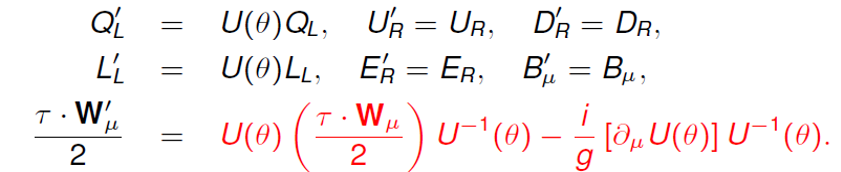 Q′_L = U(θ)Q_L, U′_R = U_R, D′_R = D_R,
L′_L = U(θ)L_L, E′_R = E_R, B′_μ = B_μ,
τ · W′_μ / 2 = U(θ) (τ · W_μ / 2) U⁻¹(θ) − i/g [∂_μ U(θ)] U⁻¹(θ).